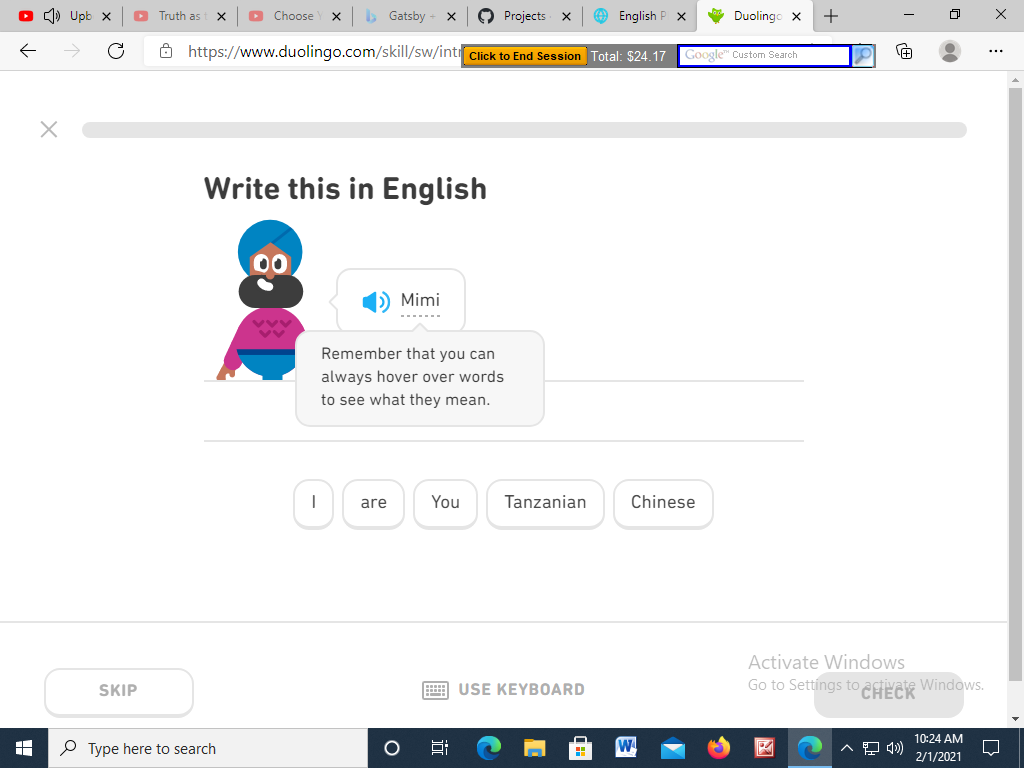 Upb
Truth as t
Choose Y
Gatsby +
Projects
English Pl
Duolingo
https://www.duolingo.com/skill/sw/intr
Click to End Session
Total: $24.17
Google™ Custom Search
Write this in English
Mimi
Remember that you can
always hover over words
to see what they mean.
I
are
You
Tanzanian
Chinese
Activate Windows
Go to Settings to activate Windows.
SKIP
USE KEYBOARD
CHECK
Type here to search
10:24 AM
2/1/2021